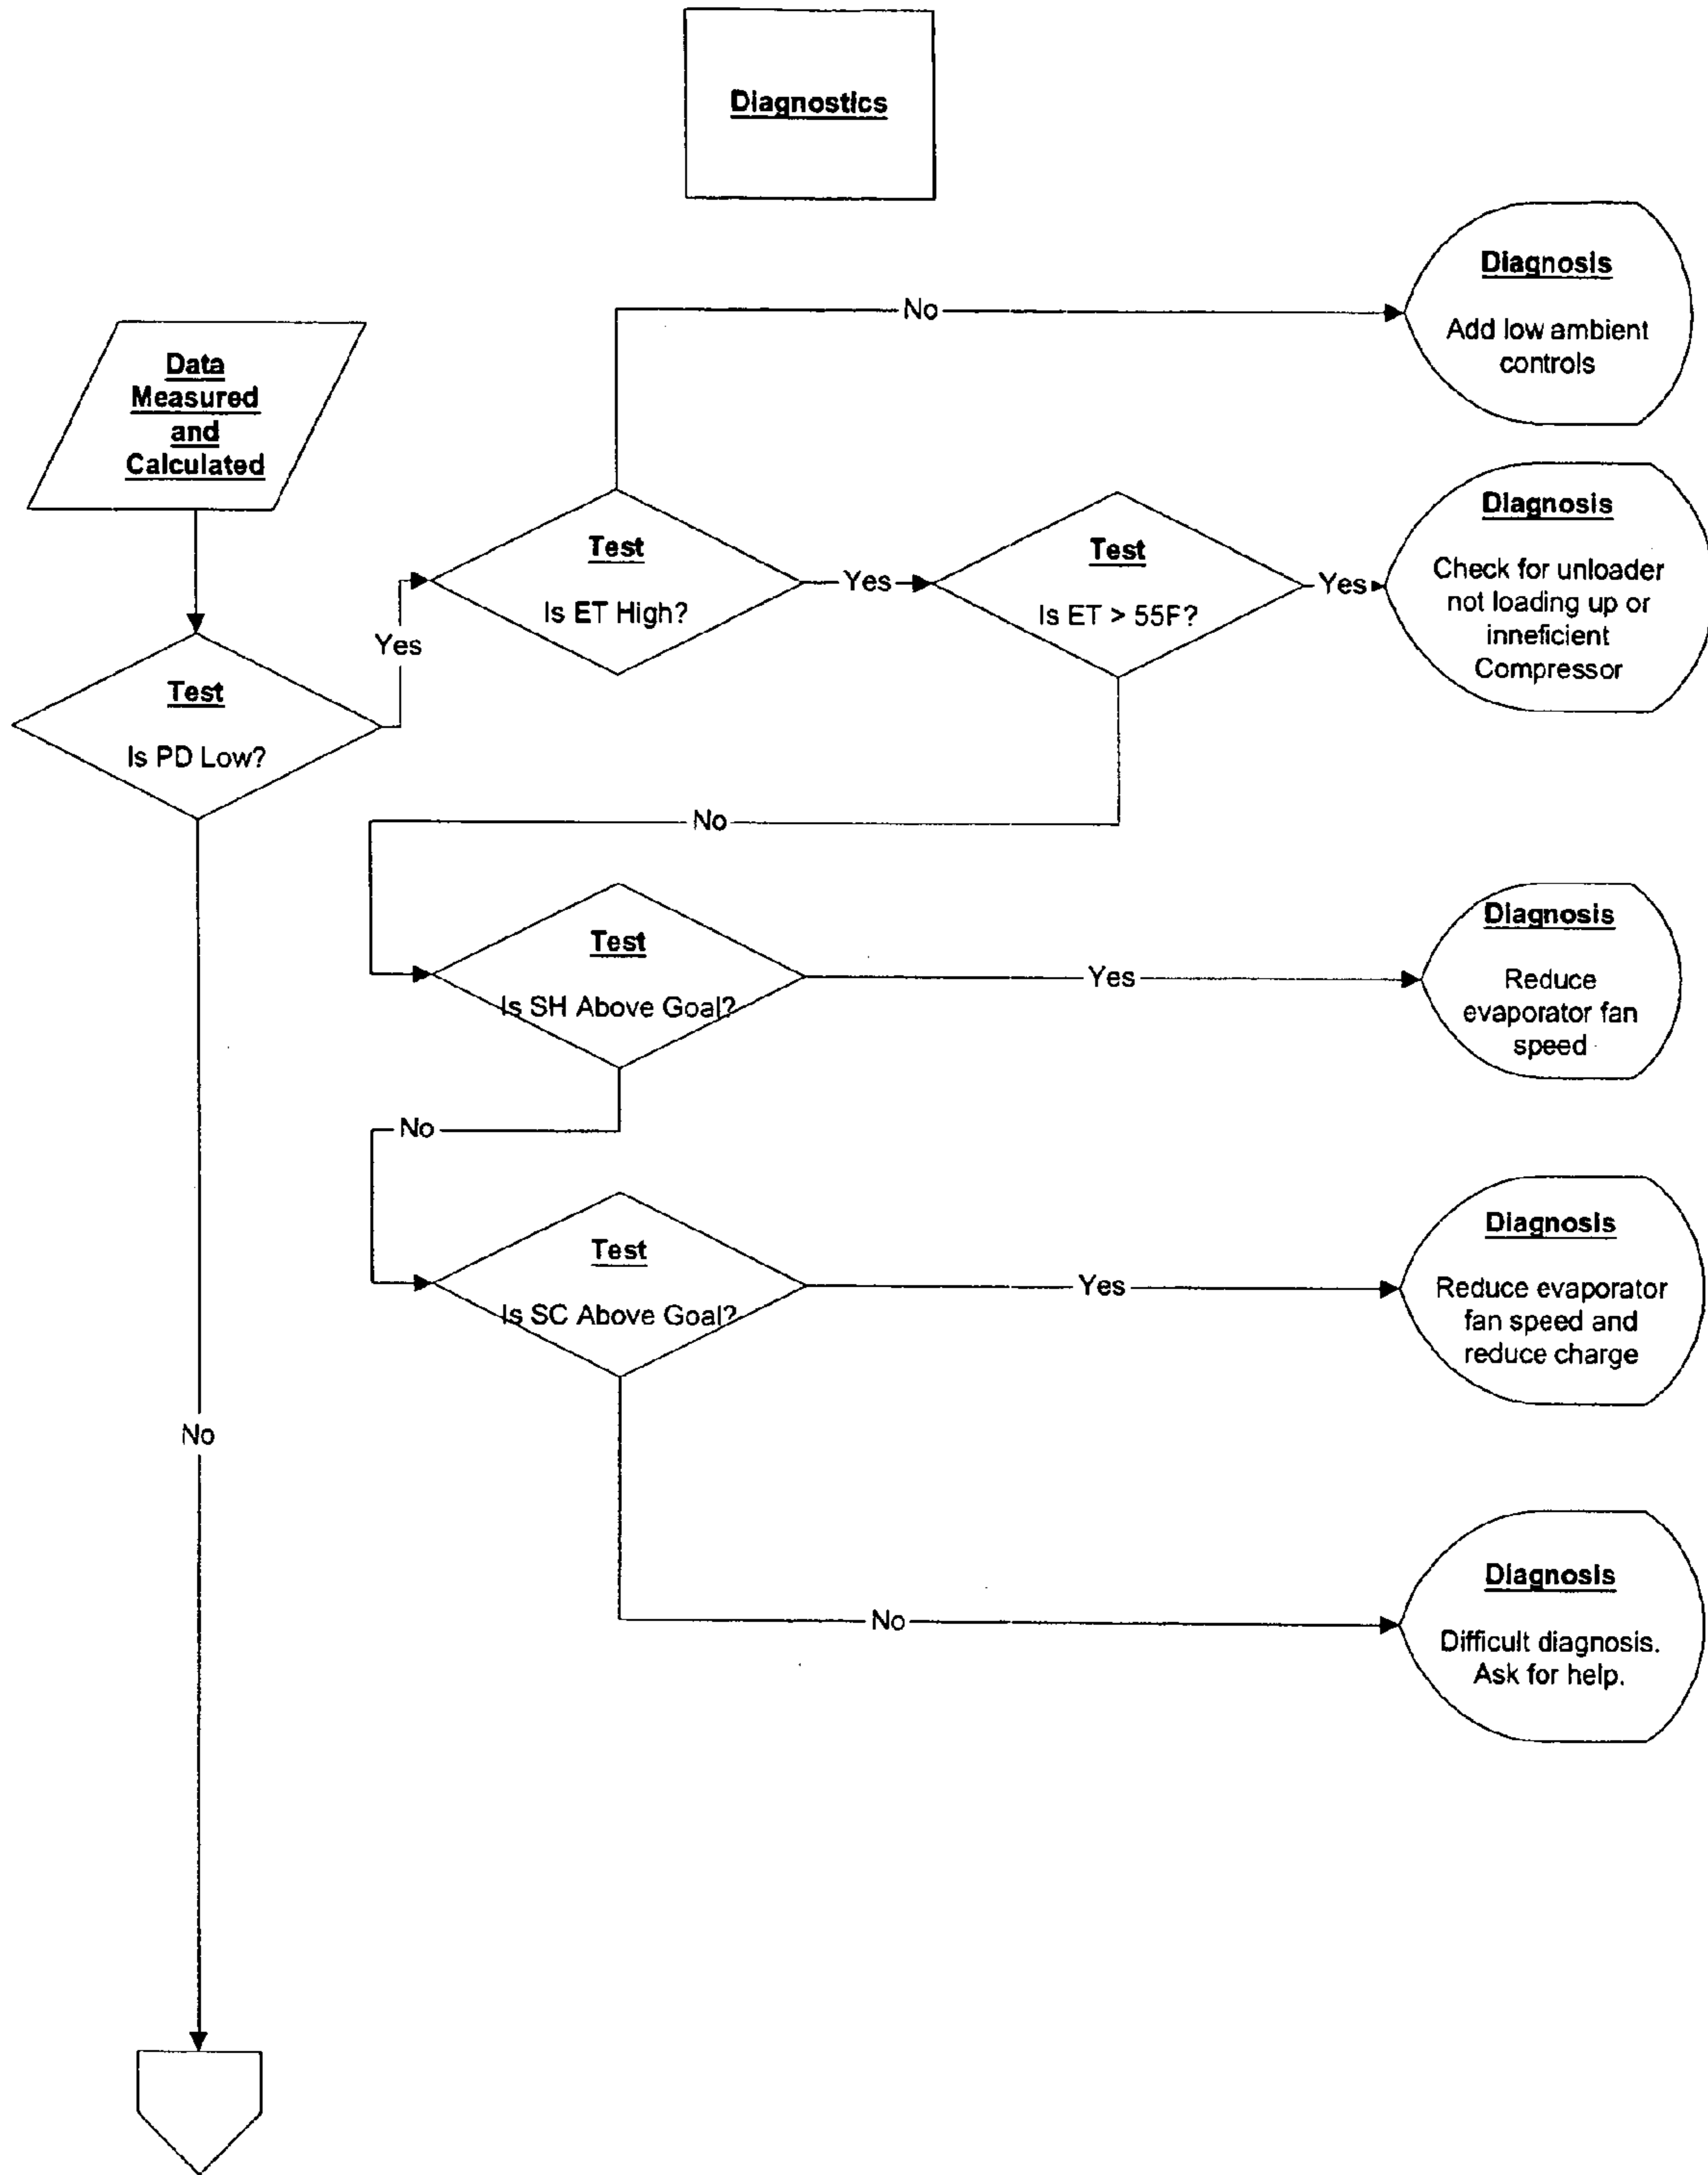 Diagnostics
Diagnosis
Add low ambient
controls
No
Data
Measured
and
Calculated
Test
Is ET High?
Yes
Test
Is ET > 55F?
Yes
Diagnosis
Check for unloader
not loading up or
inneficient
Compressor
Yes
Test
Is PD Low?
No
Test
Is SH Above Goal?
Yes
Diagnosis
Reduce
evaporator fan
speed
No
Test
Is SC Above Goal?
Yes
Diagnosis
Reduce evaporator
fan speed and
reduce charge
No
No
Diagnosis
Difficult diagnosis.
Ask for help.